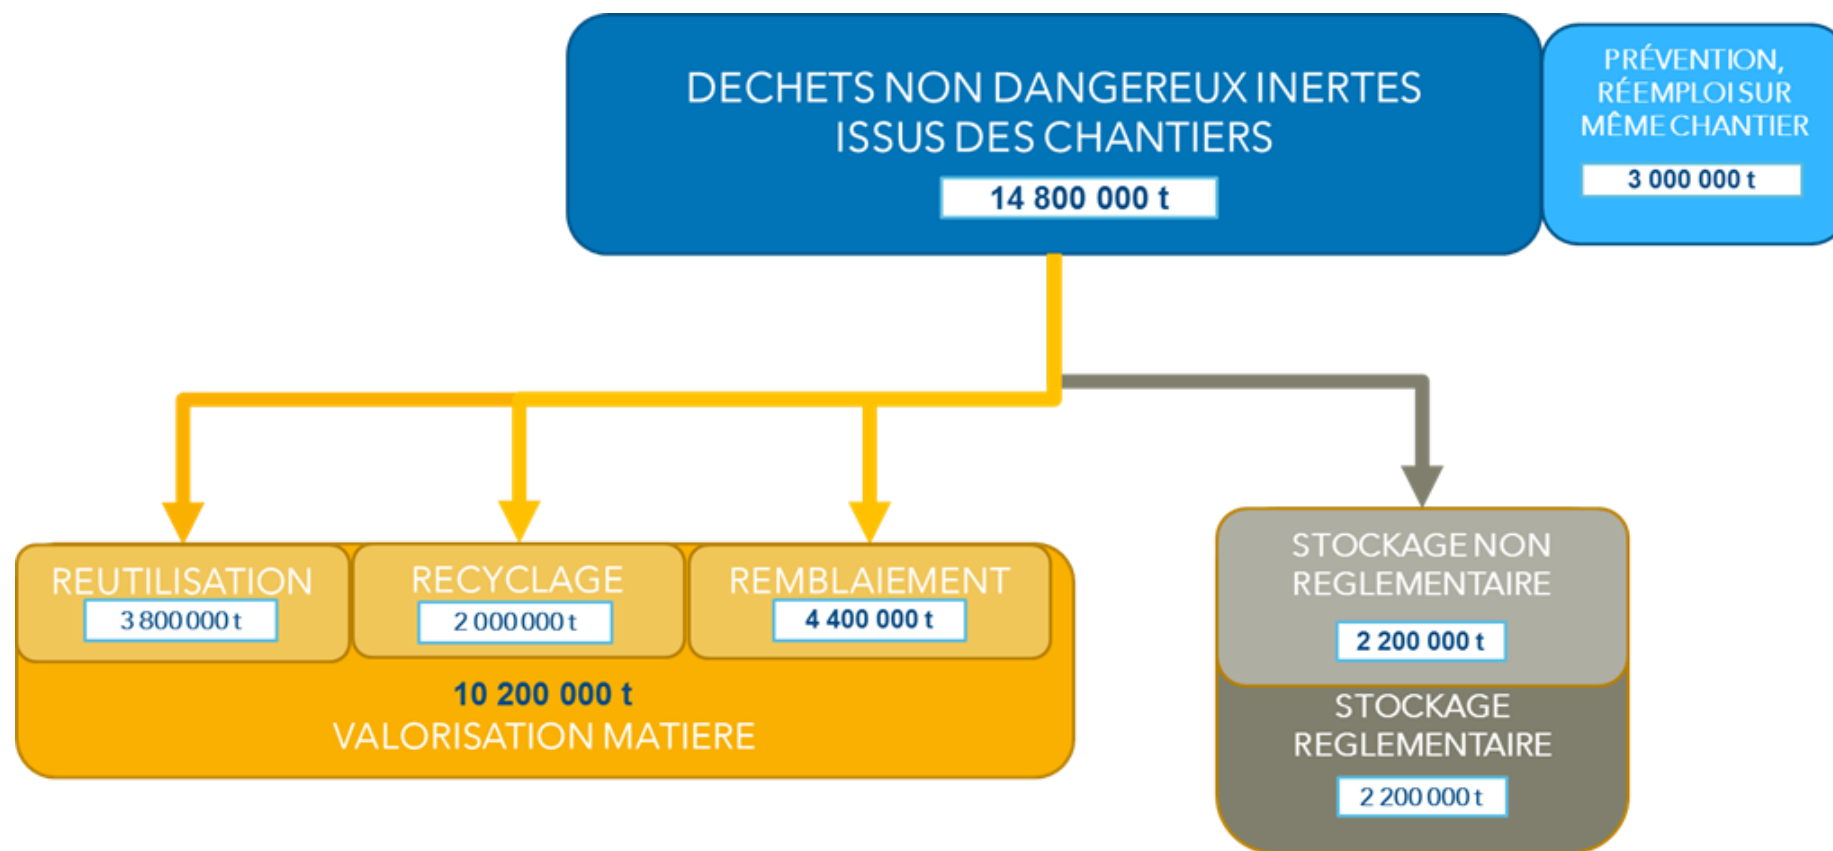 DECHETS NON DANGEREUX INERTES
ISSUS DES CHANTIERS
14 800 000 t
PRÉVENTION,
RÉEMPLOI SUR
MÊME CHANTIER
3 000 000 t
REUTILISATION
3 800 000 t
RECYCLAGE
2 000 000 t
REMBLAIEMENT
4 400 000 t
10 200 000 t
VALORISATION MATIERE
STOCKAGE NON
REGLEMENTAIRE
2 200 000 t
STOCKAGE
REGLEMENTAIRE
2 200 000 t